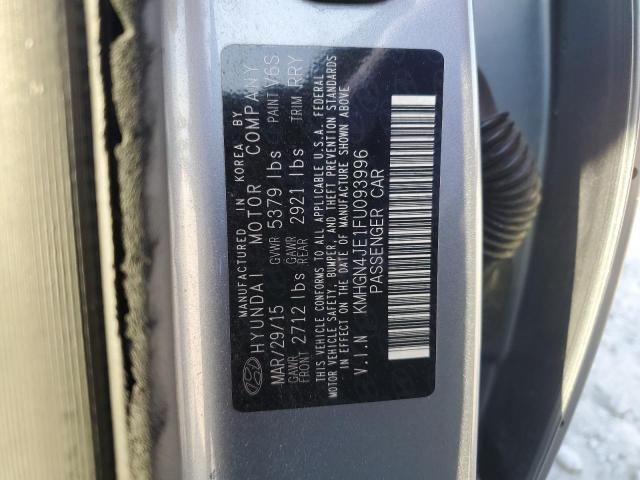 MANUFACTURED IN KOREA BY
HYUNDAI MOTOR COMPANY
MAR/29/15 GVWR 5379 lbs PAINT V6S
GAWR FRONT 2712 lbs GAWR REAR 2921 lbs TRIM RRY
THIS VEHICLE CONFORMS TO ALL APPLICABLE U.S.A. FEDERAL
MOTOR VEHICLE SAFETY, BUMPER, AND THEFT PREVENTION STANDARDS
IN EFFECT ON THE DATE OF MANUFACTURE SHOWN ABOVE
V.I.N KMHGN4JE1FU093996
PASSENGER CAR